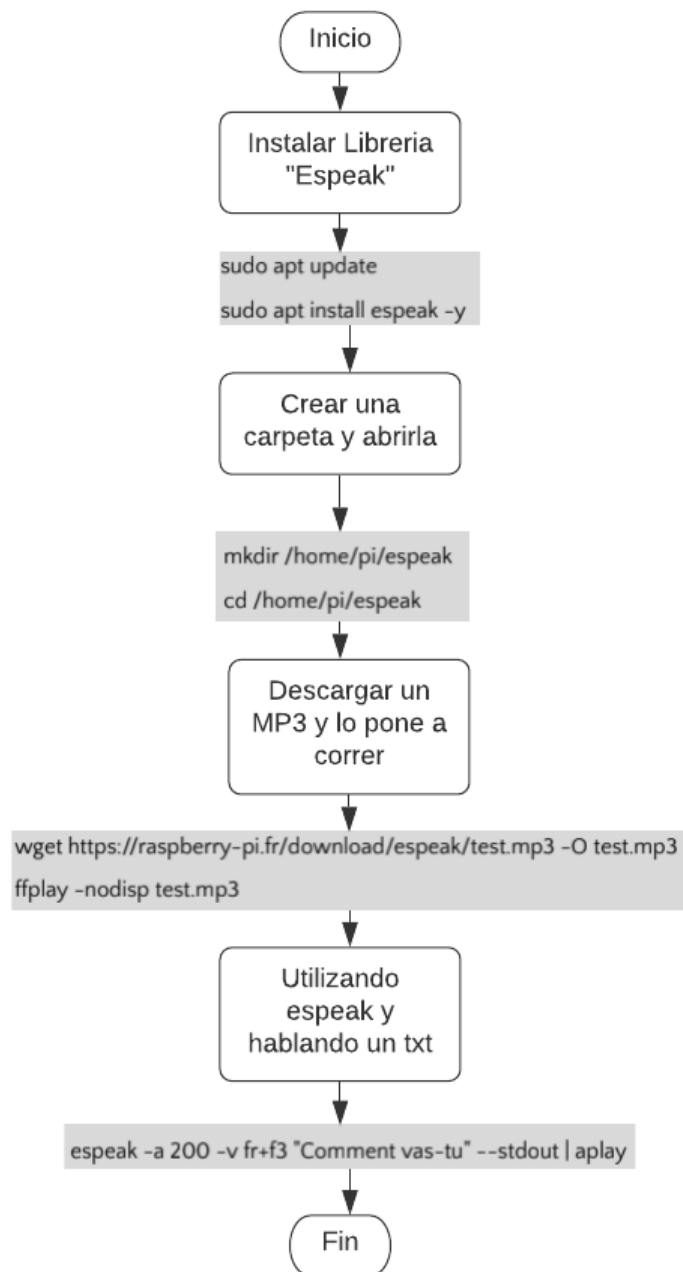 Inicio
Instalar Libreria
"Espeak"
sudo apt update
sudo apt install espeak -y
Crear una
carpeta y abrirla
mkdir /home/pi/espeak
cd /home/pi/espeak
Descargar un
MP3 y lo pone a
correr
wget https://raspberry-pi.fr/download/espeak/test.mp3 -O test.mp3
ffplay -nodisp test.mp3
Utilizando
espeak y
hablando un txt
espeak -a 200 -v fr+f3 "Comment vas-tu" --stdout | aplay
Fin